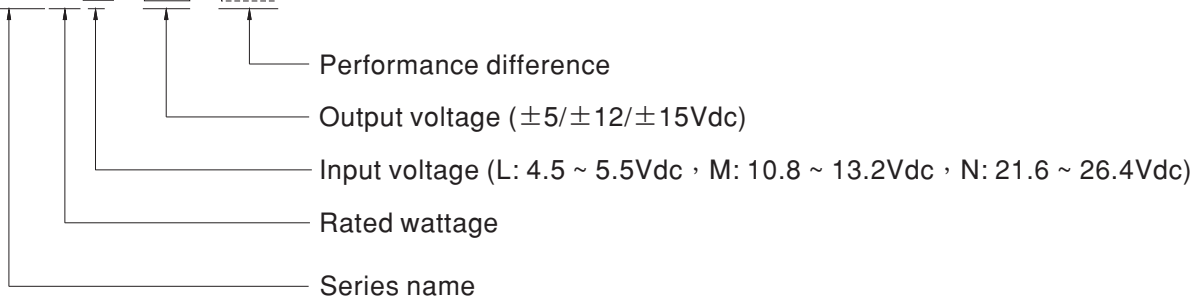 Performance difference
Output voltage (±5/±12/±15Vdc)
Input voltage (L: 4.5 ~ 5.5Vdc，M: 10.8 ~ 13.2Vdc，N: 21.6 ~ 26.4Vdc)
Rated wattage
Series name